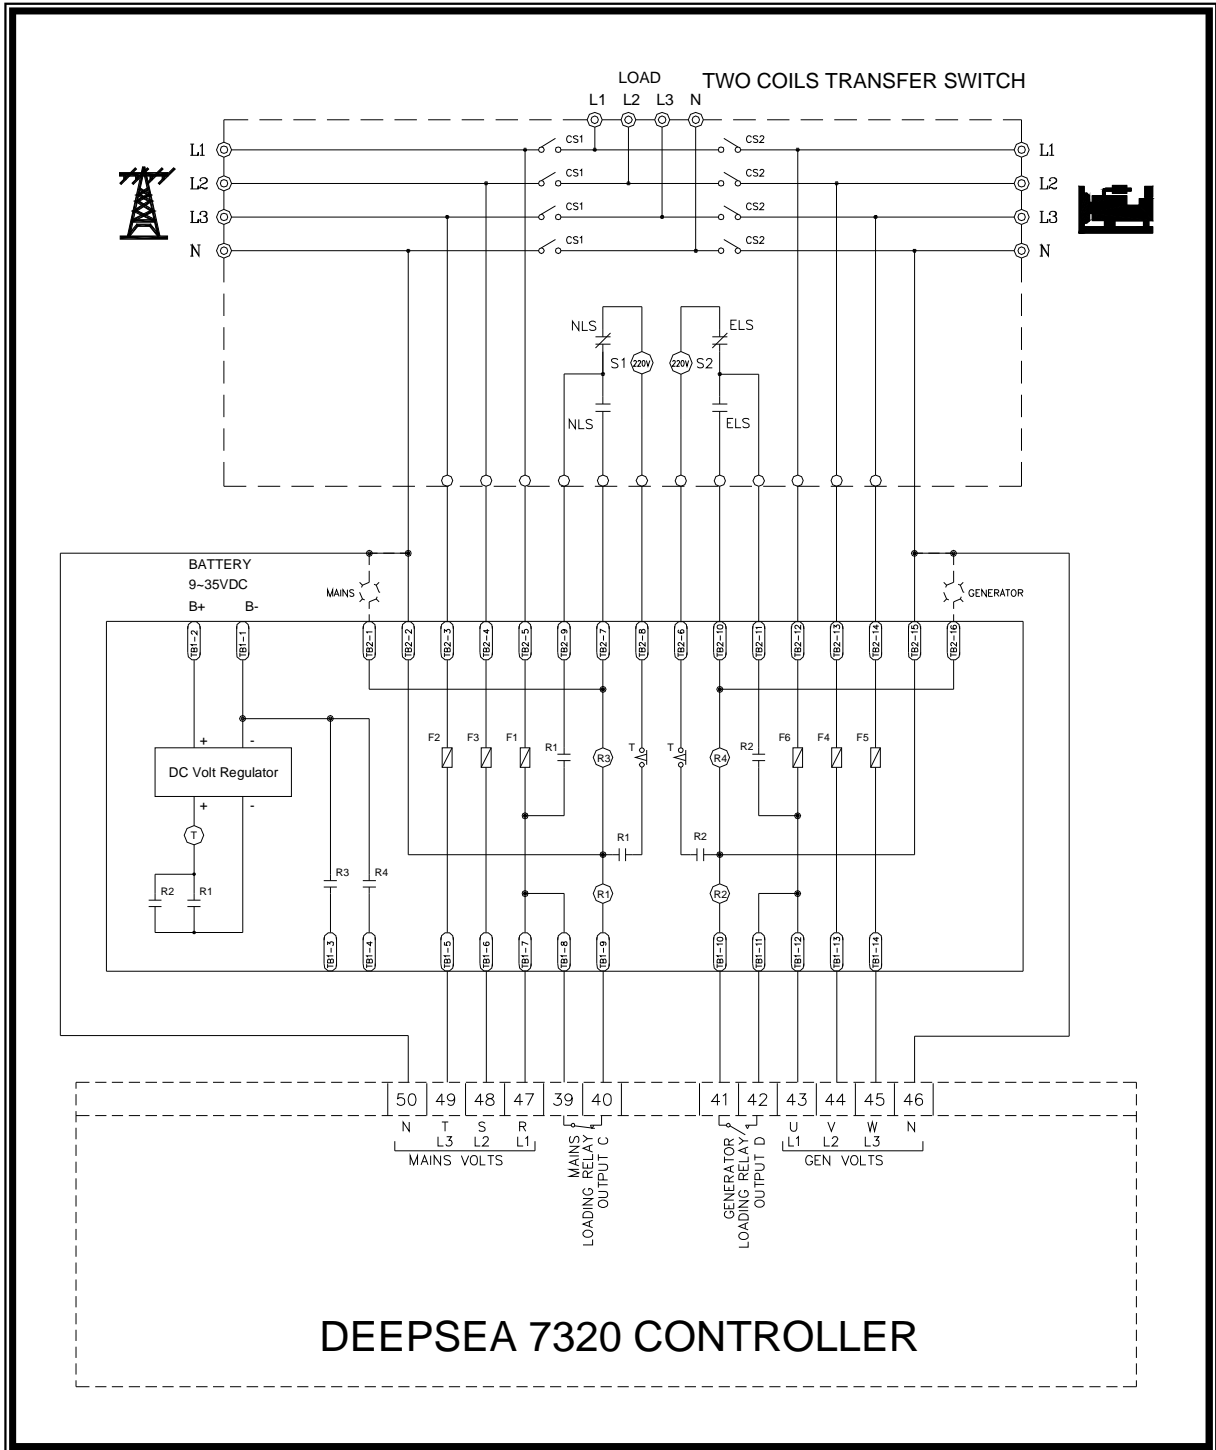 LOAD
TWO COILS TRANSFER SWITCH
L1 L2 L3 N
L1 CS1 CS2 L1
L2 CS1 CS2 L2
L3 CS1 CS2 L3
N CS1 CS2 N
NLS ELS
S1 220V 220V S2
NLS ELS
BATTERY
9~35VDC
B+ B-
MAINS GENERATOR
TB1-2 TB1-1 TB2-1 TB2-2 TB2-3 TB2-4 TB2-5 TB2-9 TB2-7 TB2-8 TB2-6 TB2-10 TB2-11 TB2-12 TB2-13 TB2-14 TB2-15 TB2-16
+ -
F2 F3 F1 R1 R3 T T R4 R2 F6 F4 F5
DC Volt Regulator
+ -
T
R1 R2
R2 R1 R3 R4
R1 R2
TB1-3 TB1-4 TB1-5 TB1-6 TB1-7 TB1-8 TB1-9 TB1-10 TB1-11 TB1-12 TB1-13 TB1-14
50 49 48 47 39 40 41 42 43 44 45 46
N T S R U V W N
L3 L2 L1 L1 L2 L3
MAINS VOLTS
GEN VOLTS
MAINS
LOADING RELAY
OUTPUT C
GENERATOR
LOADING RELAY
OUTPUT D
DEEPSEA 7320 CONTROLLER